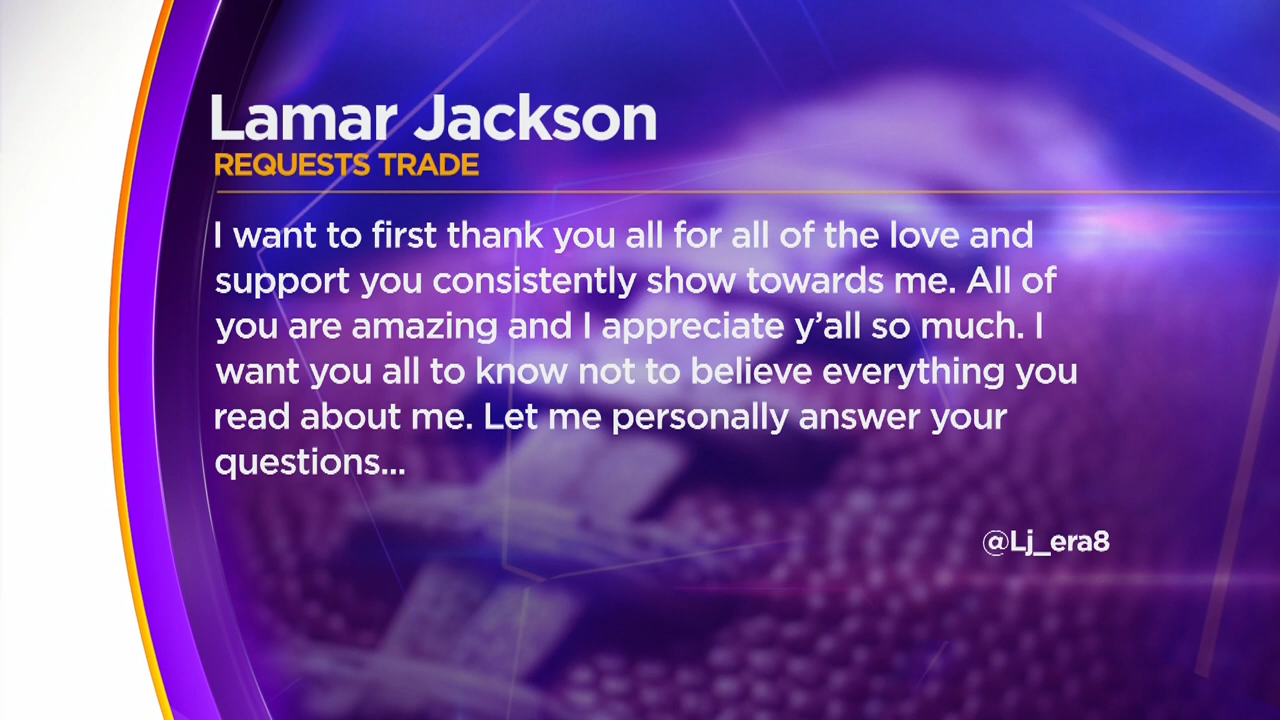 Lamar Jackson
REQUESTS TRADE
I want to first thank you all for all of the love and
support you consistently show towards me. All of
you are amazing and I appreciate y’all so much. I
want you all to know not to believe everything you
read about me. Let me personally answer your
questions...
@Lj_era8